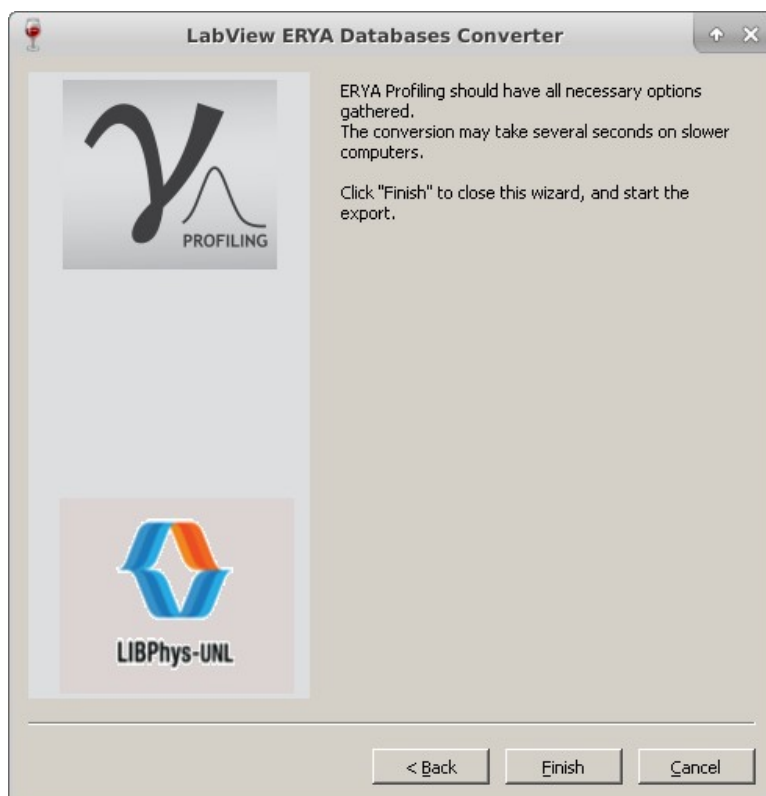 LabView ERYA Databases Converter
γ
PROFILING
ERYA Profiling should have all necessary options
gathered.
The conversion may take several seconds on slower
computers.
Click "Finish" to close this wizard, and start the
export.
LIBPhys-UNL
< Back
Finish
Cancel